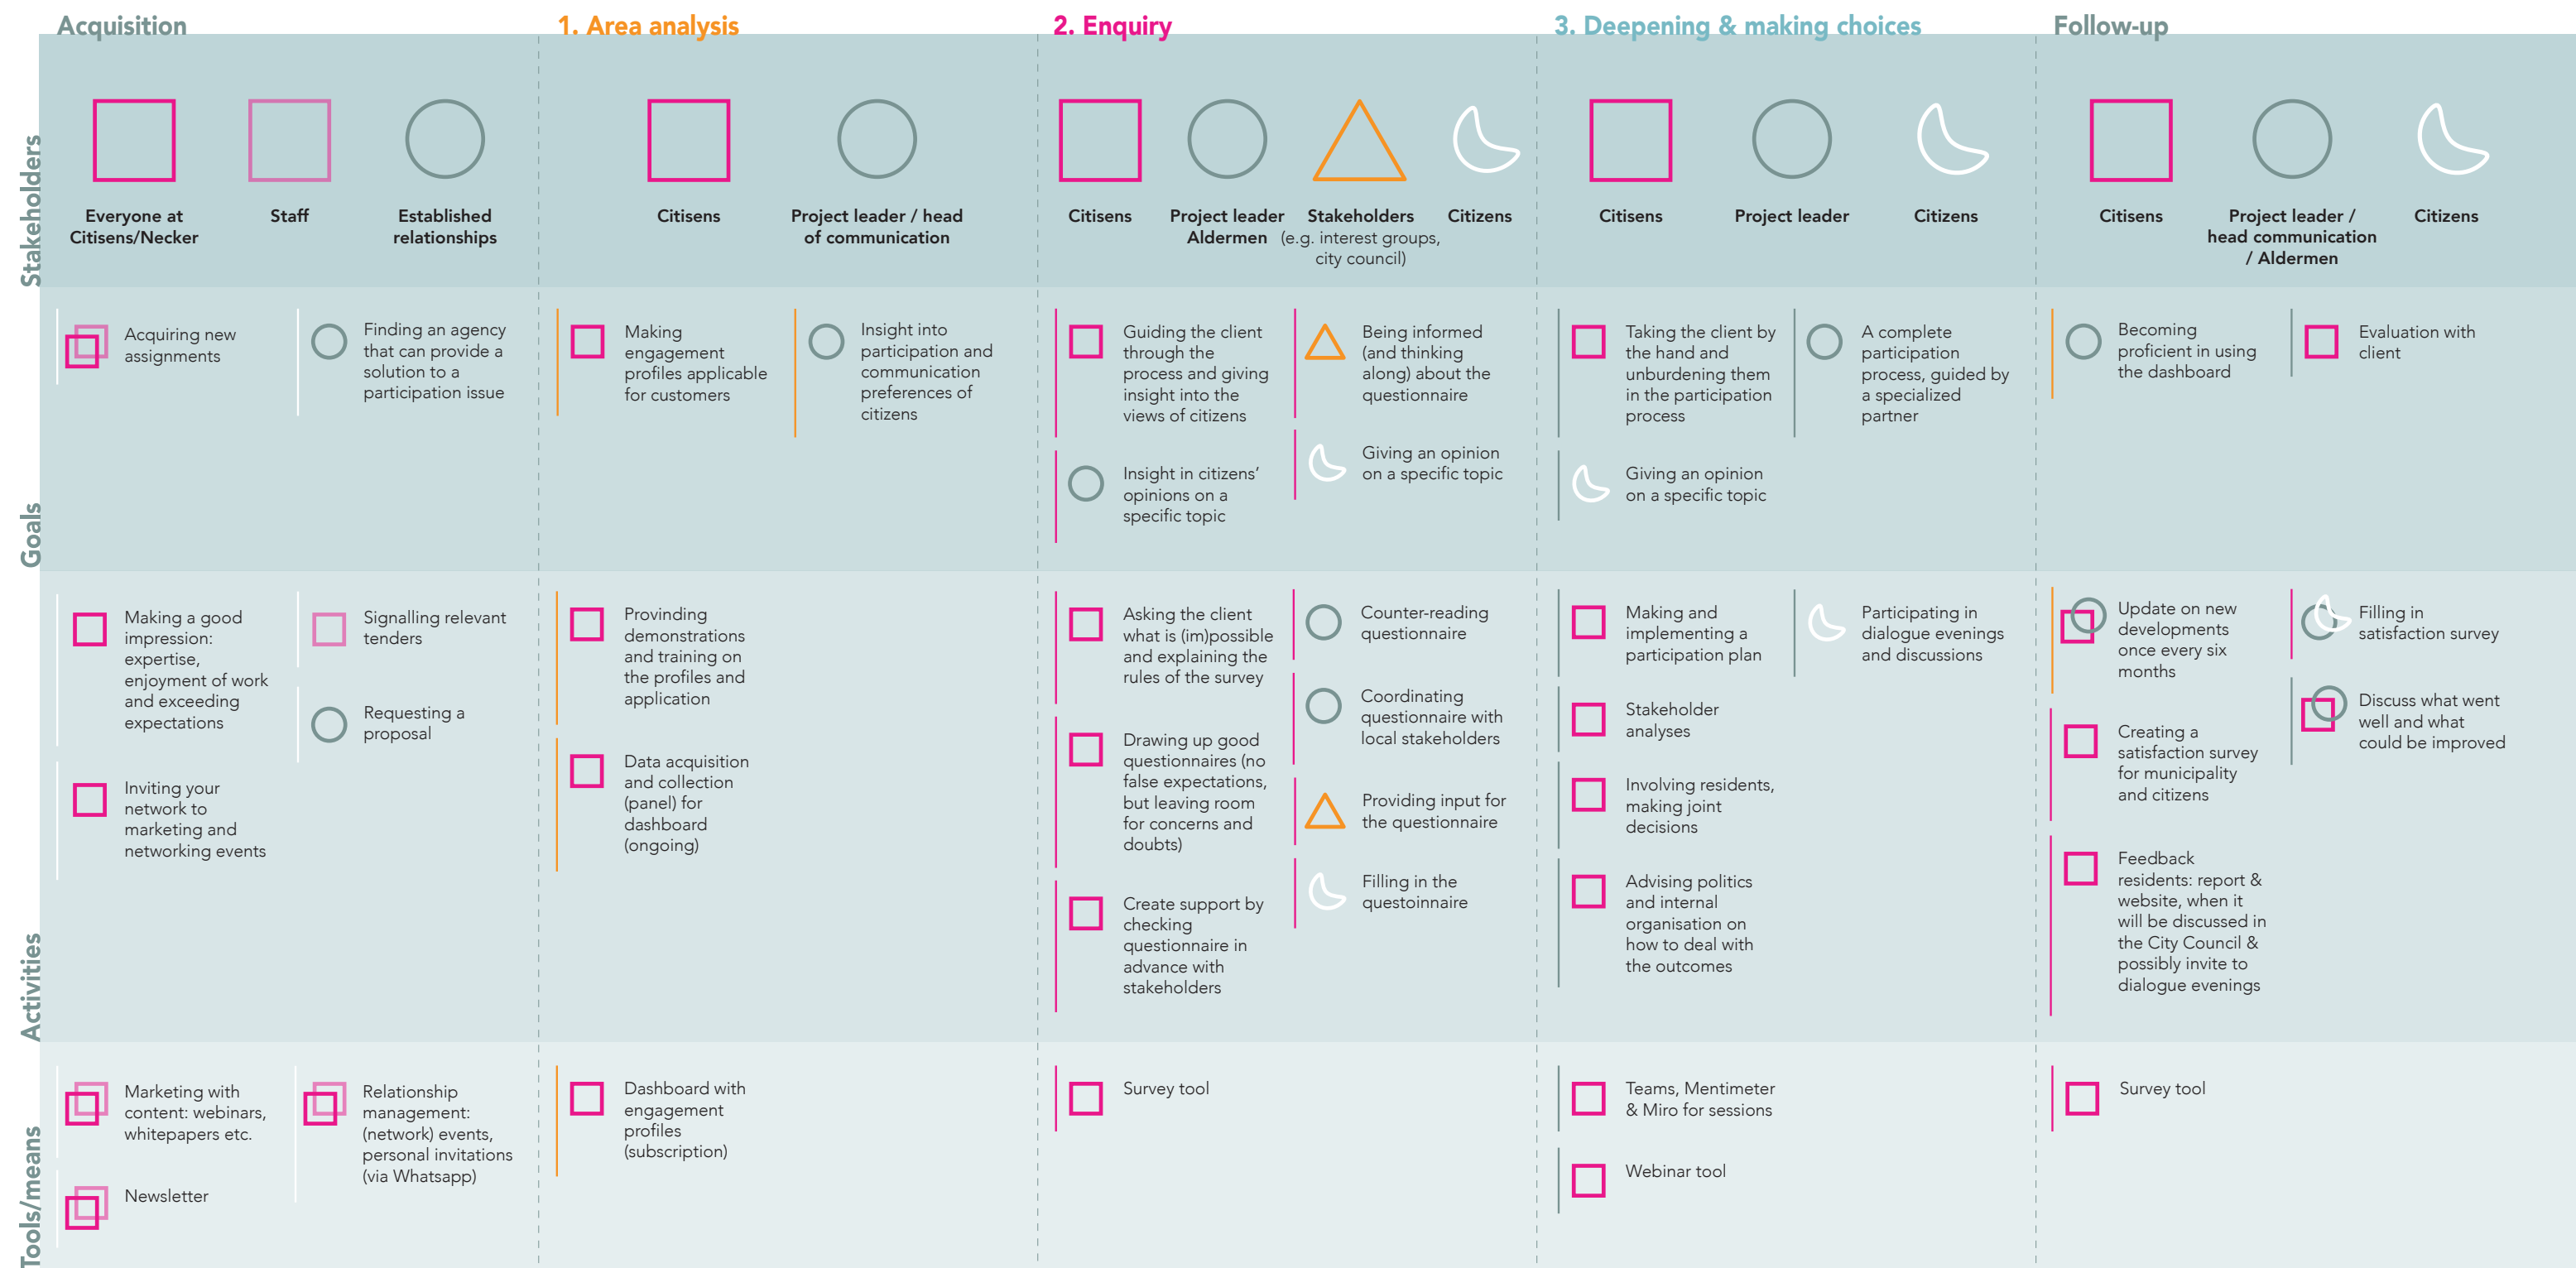 Acquisition
1. Area analysis
2. Enquiry
3. Deepening & making choices
Follow-up
Stakeholders
Everyone at
Citisens/Necker
Staff
Established
relationships
Citisens
Project leader / head
of communication
Citisens
Project leader
Aldermen
Stakeholders
(e.g. interest groups,
city council)
Citizens
Citisens
Project leader
Citizens
Citisens
Project leader /
head communication
/ Aldermen
Citizens
Goals
Acquiring new
assignments
Finding an agency
that can provide a
solution to a
participation issue
Making
engagement
profiles applicable
for customers
Insight into
participation and
communication
preferences of
citizens
Guiding the client
through the
process and giving
insight into the
views of citizens
Insight in citizens’
opinions on a
specific topic
Being informed
(and thinking
along) about the
questionnaire
Giving an opinion
on a specific topic
Taking the client by
the hand and
unburdening them
in the participation
process
Giving an opinion
on a specific topic
A complete
participation
process, guided by
a specialized
partner
Becoming
proficient in using
the dashboard
Evaluation with
client
Activities
Making a good
impression:
expertise,
enjoyment of work
and exceeding
expectations
Inviting your
network to
marketing and
networking events
Signalling relevant
tenders
Requesting a
proposal
Provinding
demonstrations
and training on
the profiles and
application
Data acquisition
and collection
(panel) for
dashboard
(ongoing)
Asking the client
what is (im)possible
and explaining the
rules of the survey
Drawing up good
questionnaires (no
false expectations,
but leaving room
for concerns and
doubts)
Create support by
checking
questionnaire in
advance with
stakeholders
Counter-reading
questionnaire
Coordinating
questionnaire with
local stakeholders
Providing input for
the questionnaire
Filling in the
questoinnaire
Making and
implementing a
participation plan
Stakeholder
analyses
Involving residents,
making joint
decisions
Advising politics
and internal
organisation on
how to deal with
the outcomes
Participating in
dialogue evenings
and discussions
Update on new
developments
once every six
months
Creating a
satisfaction survey
for municipality
and citizens
Feedback
residents: report &
website, when it
will be discussed in
the City Council &
possibly invite to
dialogue evenings
Filling in
satisfaction survey
Discuss what went
well and what
could be improved
Tools/means
Marketing with
content: webinars,
whitepapers etc.
Newsletter
Relationship
management:
(network) events,
personal invitations
(via Whatsapp)
Dashboard with
engagement
profiles
(subscription)
Survey tool
Teams, Mentimeter
& Miro for sessions
Webinar tool
Survey tool